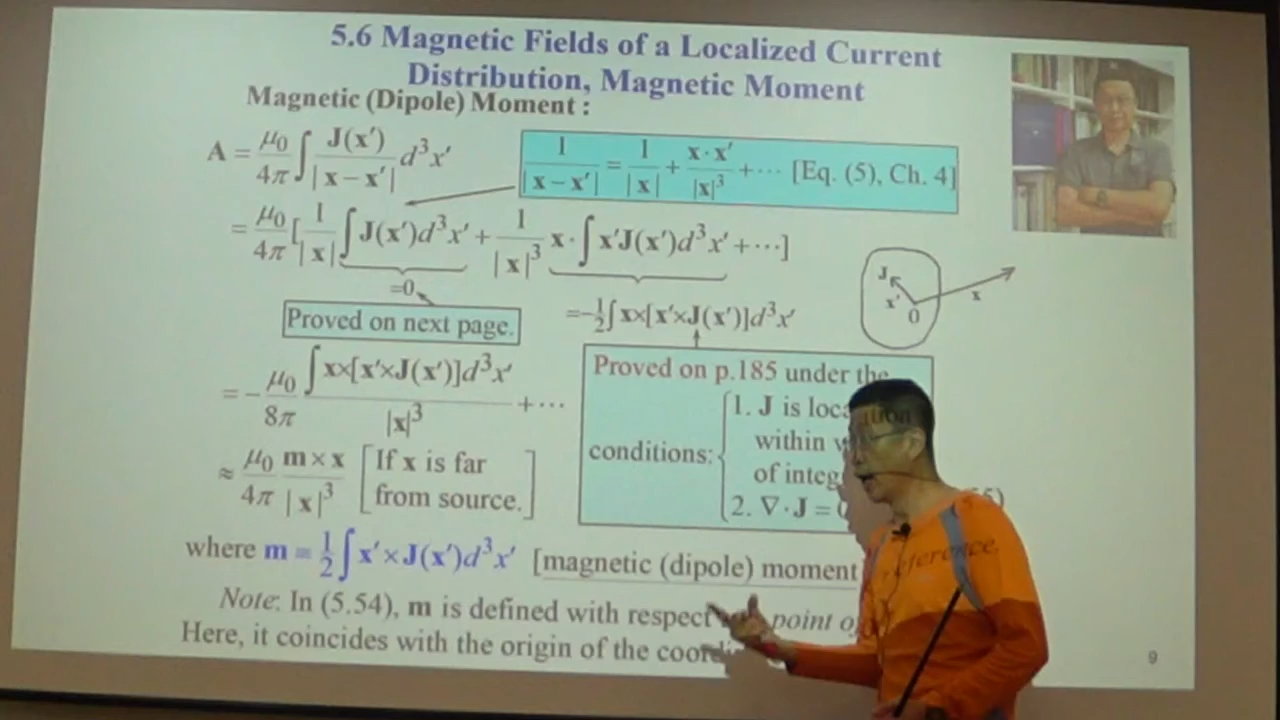 5.6 Magnetic Fields of a Localized Current
Distribution, Magnetic Moment
Magnetic (Dipole) Moment :
A = μ₀/4π ∫ J(x′)/|x − x′| d³x′
1/|x − x′| = 1/|x| + x · x′/|x|³ + ··· [Eq. (5), Ch. 4]
= μ₀/4π [1/|x| ∫ J(x′)d³x′ + 1/|x|³ x · ∫ x′J(x′)d³x′ + ···]
=0
Proved on next page.
= −½∫ x×[x′×J(x′)]d³x′
J
x′
0
x
= − μ₀/8π ∫ x×[x′×J(x′)]d³x′/|x|³ + ···
Proved on p.185 under the
conditions:
1. J is
within
of
2. ∇·J =
≈ μ₀/4π m × x/|x|³ [If x is far
from source.]
where m = ½ ∫ x′ × J(x′)d³x′ [magnetic (dipole) moment
Note: In (5.54), m is defined with respect point
Here, it coincides with the origin of the
9